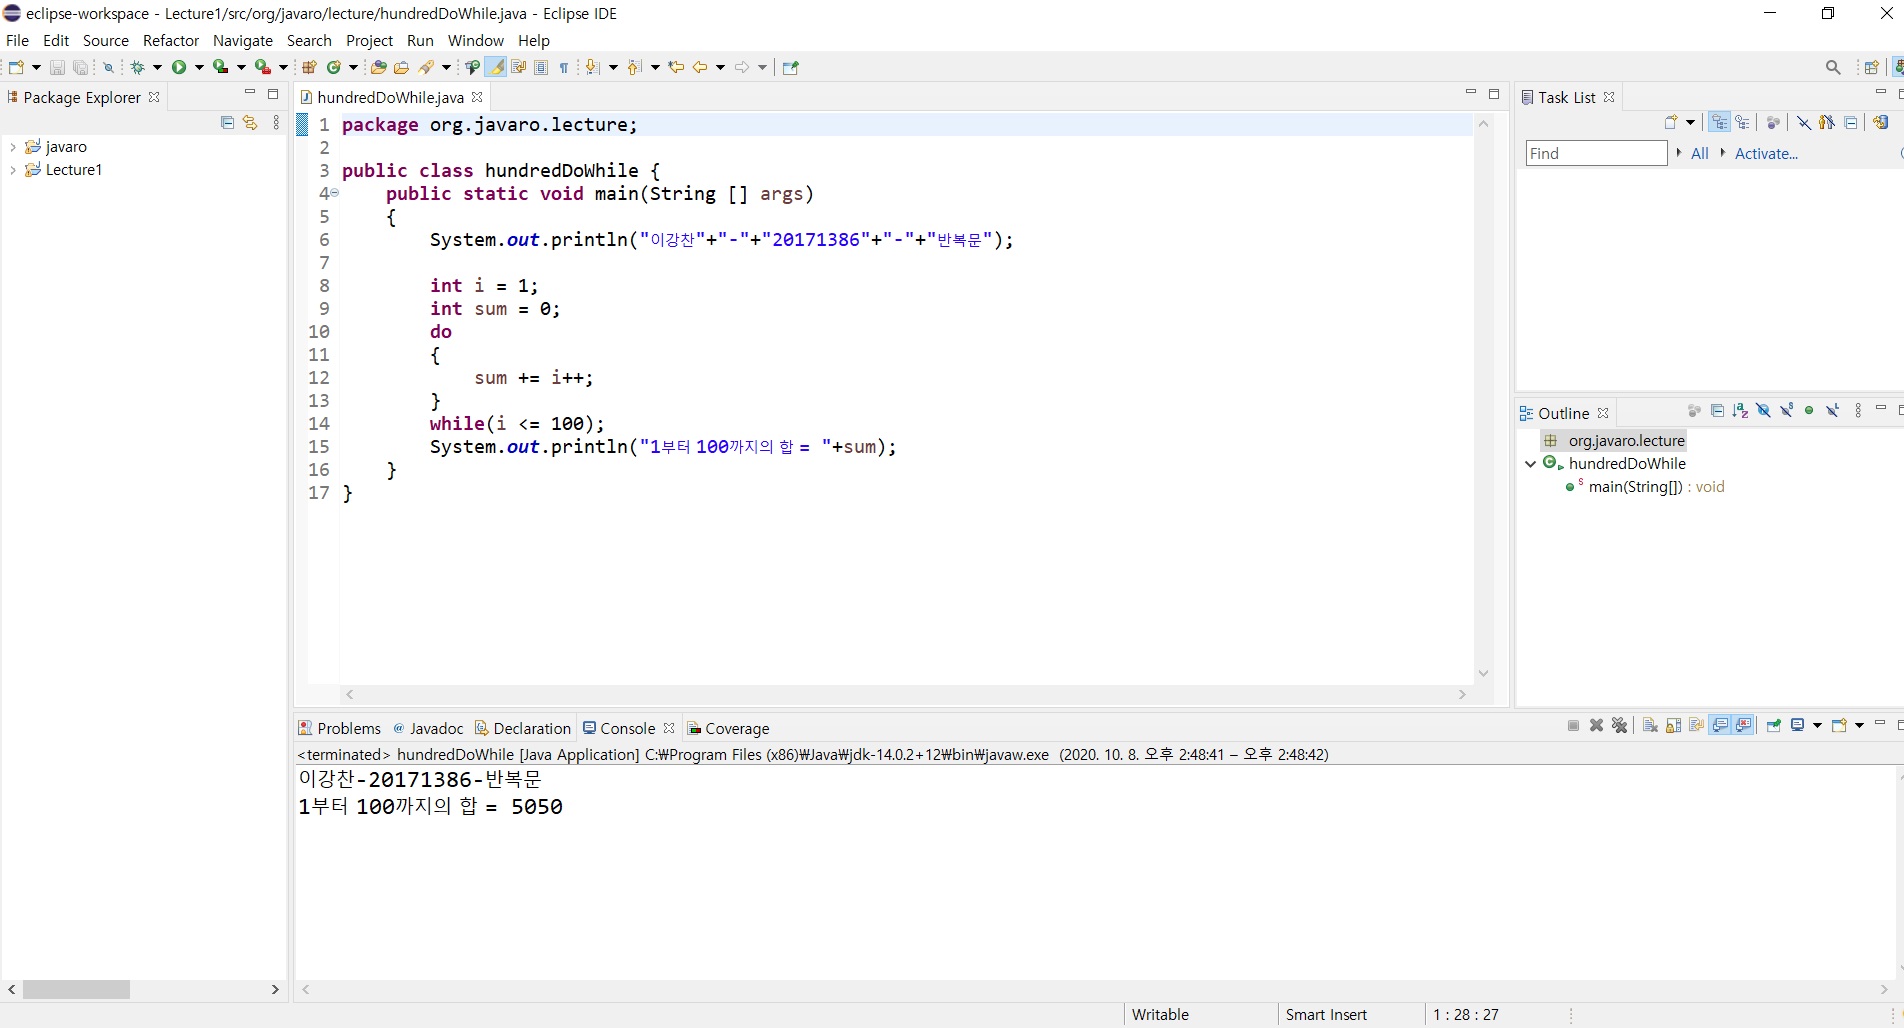 eclipse-workspace - Lecture1/src/org/javaro/lecture/hundredDoWhile.java - Eclipse IDE
File Edit Source Refactor Navigate Search Project Run Window Help
Package Explorer
javaro
Lecture1
hundredDoWhile.java
1 package org.javaro.lecture;
2
3 public class hundredDoWhile {
4 public static void main(String [] args)
5 {
6 System.out.println("이강찬"+"-"+"20171386"+"-"+"반복문");
7
8 int i = 1;
9 int sum = 0;
10 do
11 {
12 sum += i++;
13 }
14 while(i <= 100);
15 System.out.println("1부터 100까지의 합 = "+sum);
16 }
17 }
Task List
Find All Activate...
Outline
org.javaro.lecture
hundredDoWhile
main(String[]) : void
Problems Javadoc Declaration Console Coverage
<terminated> hundredDoWhile [Java Application] C:₩Program Files (x86)₩Java₩jdk-14.0.2+12₩bin₩javaw.exe (2020. 10. 8. 오후 2:48:41 – 오후 2:48:42)
이강찬-20171386-반복문
1부터 100까지의 합 = 5050
Writable Smart Insert 1 : 28 : 27